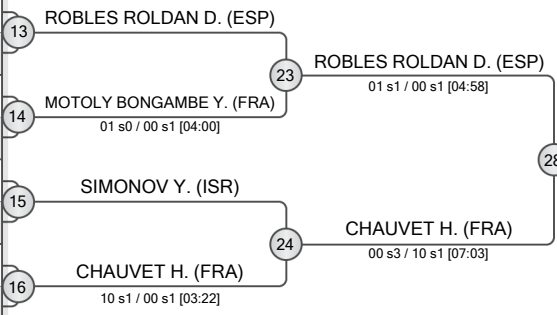 13
ROBLES ROLDAN D. (ESP)
23
ROBLES ROLDAN D. (ESP)
01 s1 / 00 s1 [04:58]
14
MOTOLY BONGAMBE Y. (FRA)
01 s0 / 00 s1 [04:00]
28
15
SIMONOV Y. (ISR)
24
CHAUVET H. (FRA)
00 s3 / 10 s1 [07:03]
16
CHAUVET H. (FRA)
10 s1 / 00 s1 [03:22]